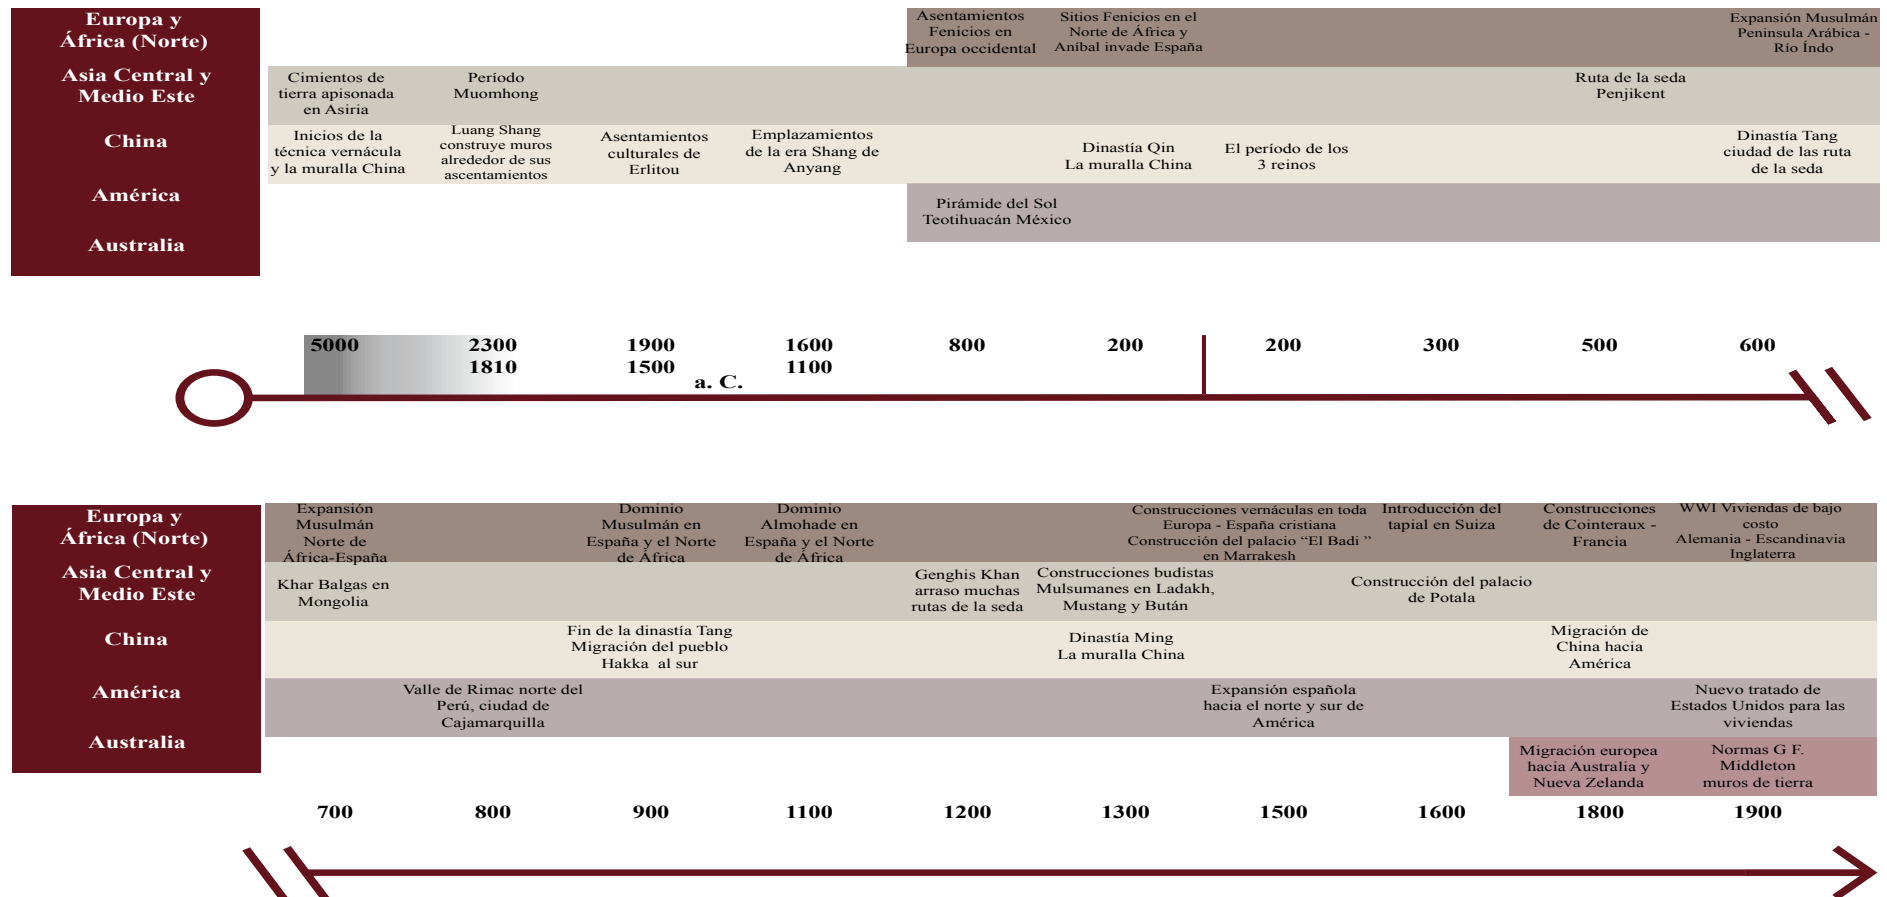 Europa y
África (Norte)
Asentamientos
Fenicios en
Europa occidental
Sitios Fenicios en el
Norte de África y
Aníbal invade España
Expansión Musulmán
Peninsula Arábica -
Río Índo
Asia Central y
Medio Este
Cimientos de
tierra apisonada
en Asiria
Período
Muomhong
Ruta de la seda
Penjikent
China
Inicios de la
técnica vernácula
y la muralla China
Luang Shang
construye muros
alrededor de sus
ascentamientos
Asentamientos
culturales de
Erlitou
Emplazamientos
de la era Shang de
Anyang
Dinastía Qin
La muralla China
El período de los
3 reinos
Dinastía Tang
ciudad de las ruta
de la seda
América
Pirámide del Sol
Teotihuacán México
Australia
5000
2300
1810
1900
1500
1600
1100
800
200
200
300
500
600
a. C.
Europa y
África (Norte)
Expansión
Musulmán
Norte de
África-España
Dominio
Musulmán en
España y el Norte
de África
Dominio
Almohade en
España y el Norte
de África
Construcciones vernáculas en toda
Europa - España cristiana
Construcción del palacio “El Badi ”
en Marrakesh
Introducción del
tapial en Suiza
Construcciones
de Cointeraux -
Francia
WWI Viviendas de bajo
costo
Alemania - Escandinavia
Inglaterra
Asia Central y
Medio Este
Khar Balgas en
Mongolia
Genghis Khan
arraso muchas
rutas de la seda
Construcciones budistas
Mulsumanes en Ladakh,
Mustang y Bután
Construcción del palacio
de Potala
China
Fin de la dinastía Tang
Migración del pueblo
Hakka al sur
Dinastía Ming
La muralla China
Migración de
China hacia
América
América
Valle de Rimac norte del
Perú, ciudad de
Cajamarquilla
Expansión española
hacia el norte y sur de
América
Nuevo tratado de
Estados Unidos para las
viviendas
Australia
Migración europea
hacia Australia y
Nueva Zelanda
Normas G F.
Middleton
muros de tierra
700
800
900
1100
1200
1300
1500
1600
1800
1900